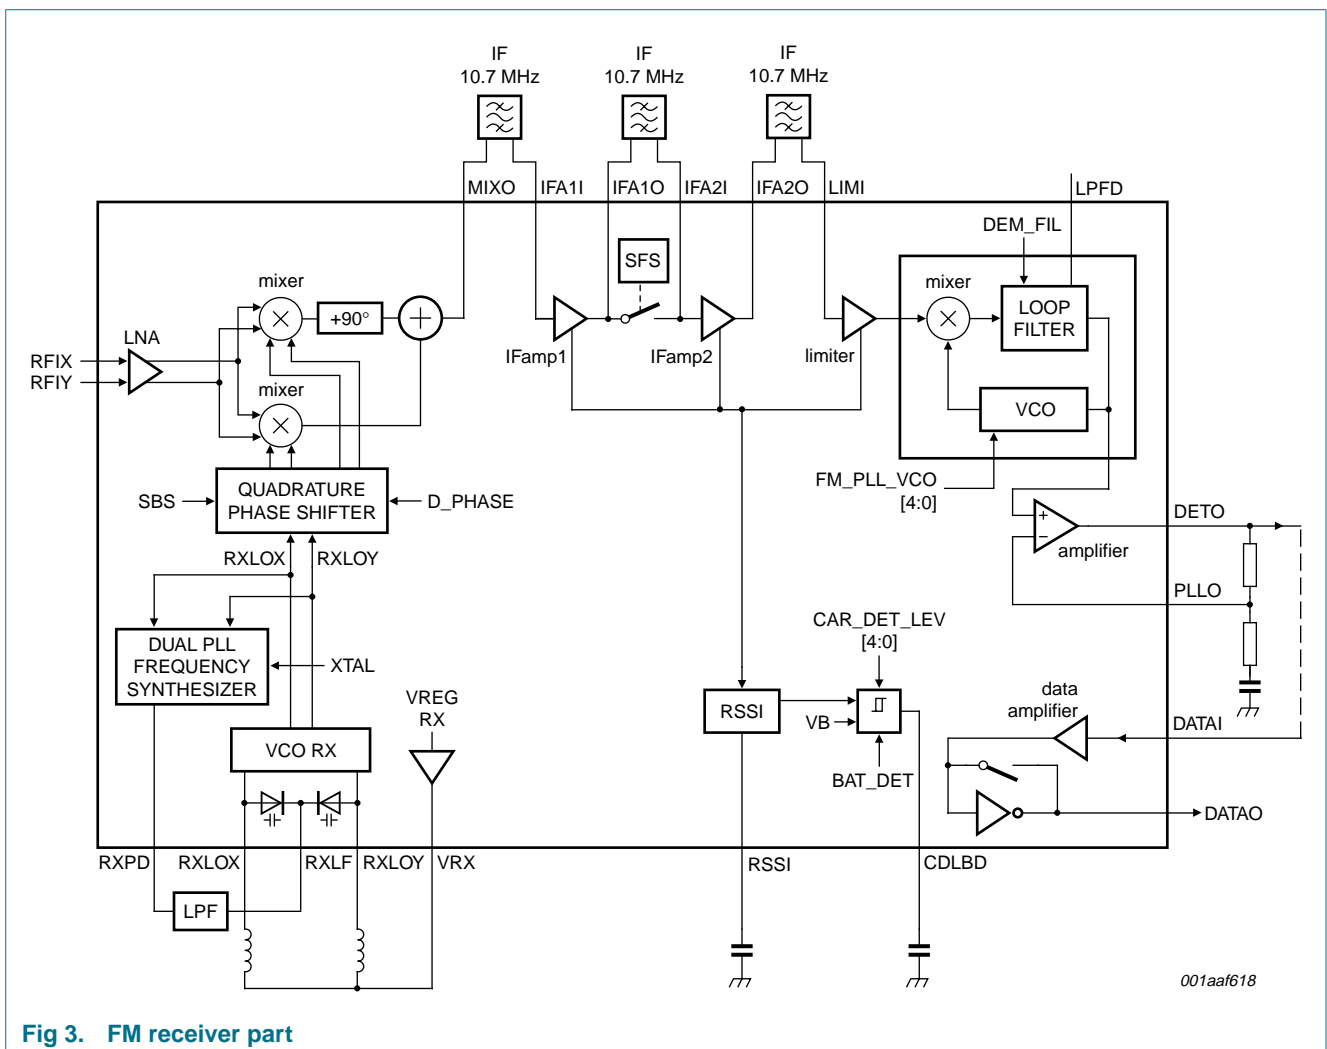 IF
10.7 MHz
IF
10.7 MHz
IF
10.7 MHz
MIXO
IFA1I
IFA1O
IFA2I
IFA2O
LIMI
LPFD
DEM_FIL
SFS
mixer
mixer
+90°
LOOP
FILTER
LNA
RFIX
RFIY
IFamp1
IFamp2
limiter
mixer
VCO
SBS
QUADRATURE
PHASE SHIFTER
D_PHASE
FM_PLL_VCO
[4:0]
+
−
amplifier
DETO
RXLOX
RXLOY
PLLO
DUAL PLL
FREQUENCY
SYNTHESIZER
XTAL
CAR_DET_LEV
[4:0]
VREG
RX
RSSI
VB
data
amplifier
DATAI
VCO RX
BAT_DET
DATAO
RXPD
RXLOX
RXLF
RXLOY
VRX
RSSI
CDLBD
LPF
001aaf618
Fig 3. FM receiver part